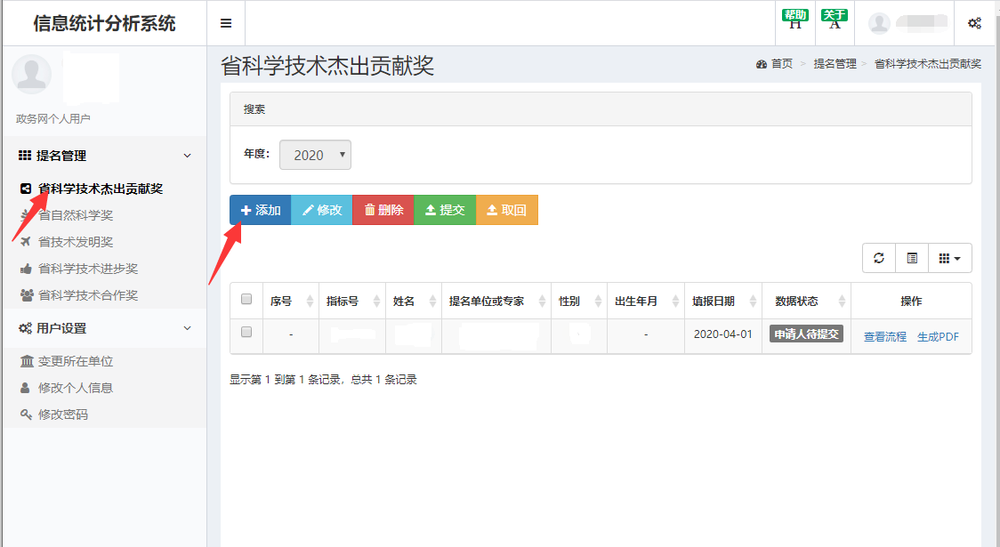 信息统计分析系统
帮助
H
关于
A
政务网个人用户
提名管理
省科学技术杰出贡献奖
省自然科学奖
省技术发明奖
省科学技术进步奖
省科学技术合作奖
用户设置
变更所在单位
修改个人信息
修改密码
省科学技术杰出贡献奖
首页 > 提名管理 > 省科学技术杰出贡献奖
搜索
年度： 2020
添加 修改 删除 提交 取回
序号 指标号 姓名 提名单位或专家 性别 出生年月 填报日期 数据状态 操作
- - 2020-04-01 申请人待提交 查看流程 生成PDF
显示第 1 到第 1 条记录，总共 1 条记录